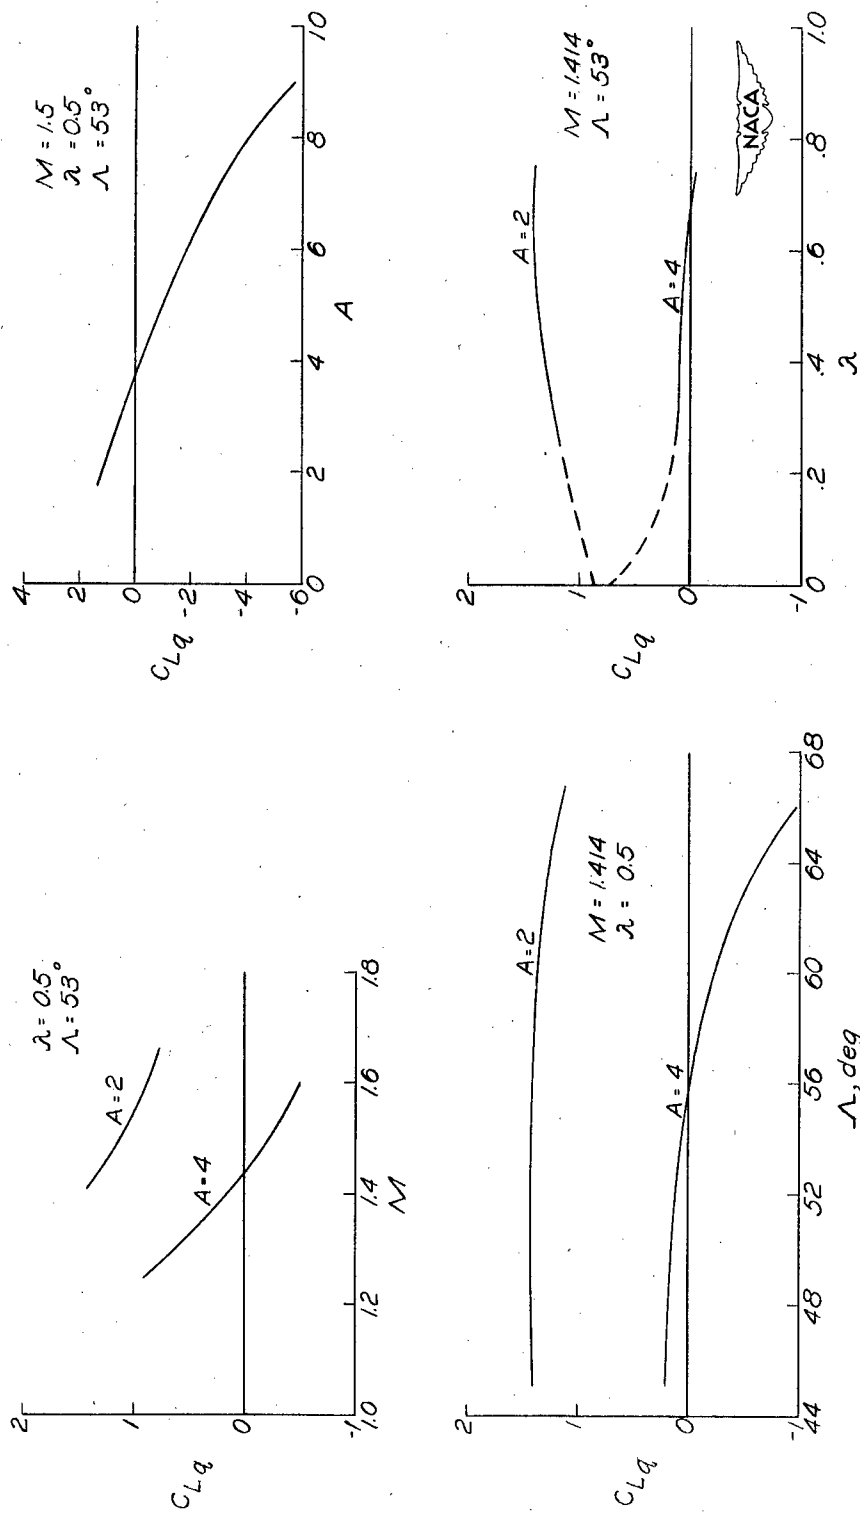 λ = 0.5
Λ = 53°
2
1
0
-1
C_Lq
A = 2
A = 4
1.0 1.2 1.4 1.6 1.8
M
M = 1.5
λ = 0.5
Λ = 53°
4
2
0
-2
-4
-6
C_Lq
0 2 4 6 8 10
A
2
1
0
-1
C_Lq
A = 2
M = 1.414
λ = 0.5
A = 4
44 48 52 56 60 64 68
Λ, deg
2
1
0
-1
C_Lq
A = 2
M = 1.414
Λ = 53°
A = 4
0 .2 .4 .6 .8 1.0
λ
NACA